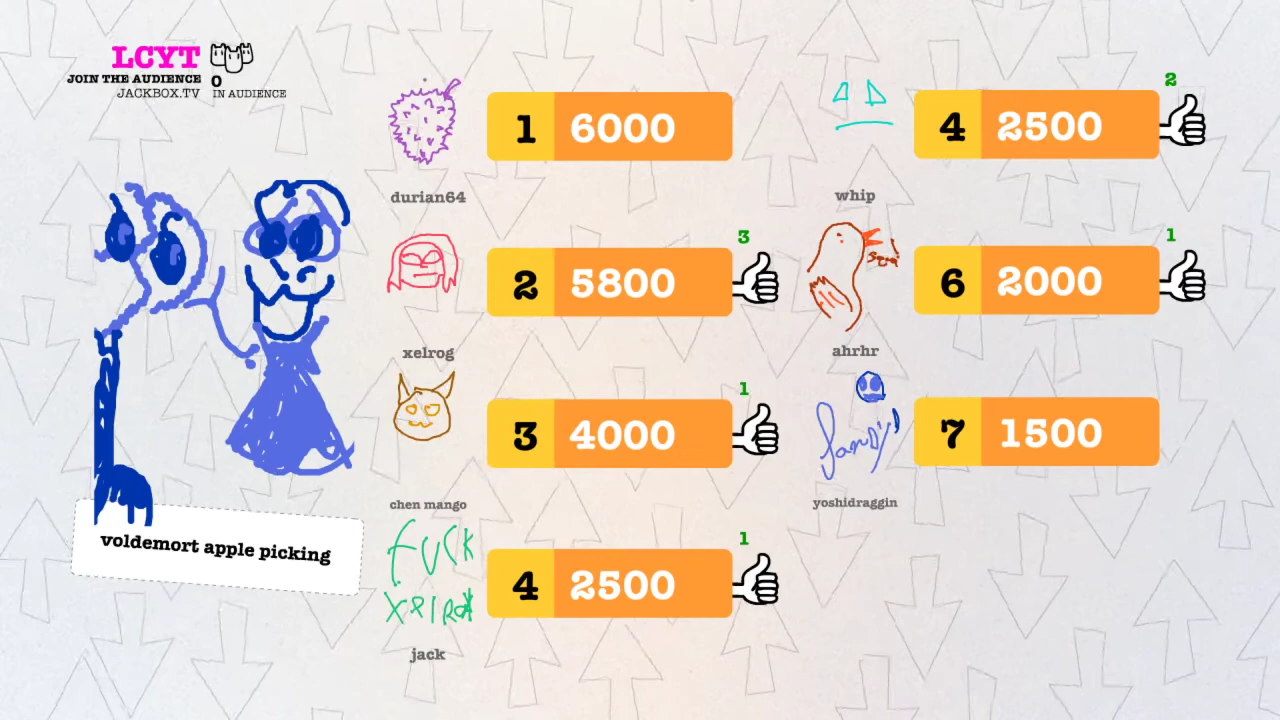 LCYT
JOIN THE AUDIENCE
JACKBOX.TV
0
IN AUDIENCE
1 6000
durian64
3
2 5800
xelrog
1
3 4000
chen mango
fuck
xelrog
1
4 2500
jack
2
4 2500
whip
1
6 2000
ahrhr
7 1500
yoshidraggin
voldemort apple picking